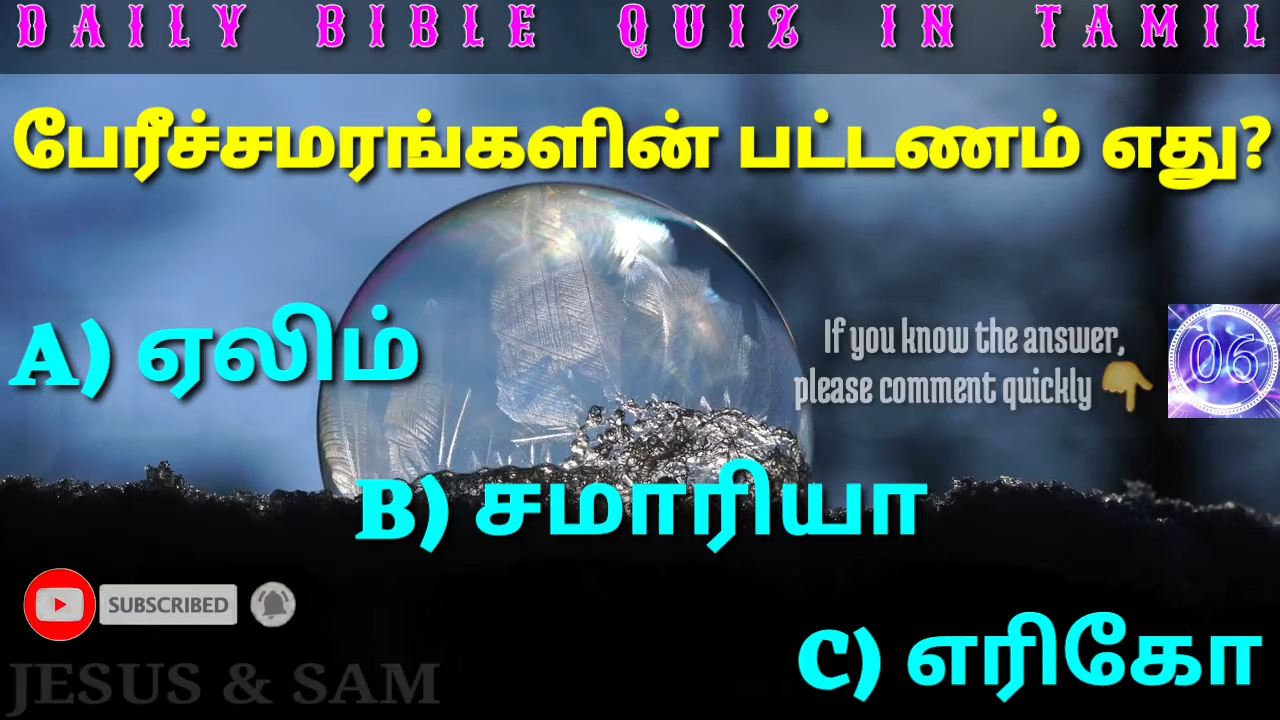 DAILY BIBLE QUIZ IN TAMIL
பேரீச்சமரங்களின் பட்டணம் எது?
A) ஏலிம்
If you know the answer,
please comment quickly
06
B) சமாரியா
SUBSCRIBED
C) எரிகோ
JESUS & SAM